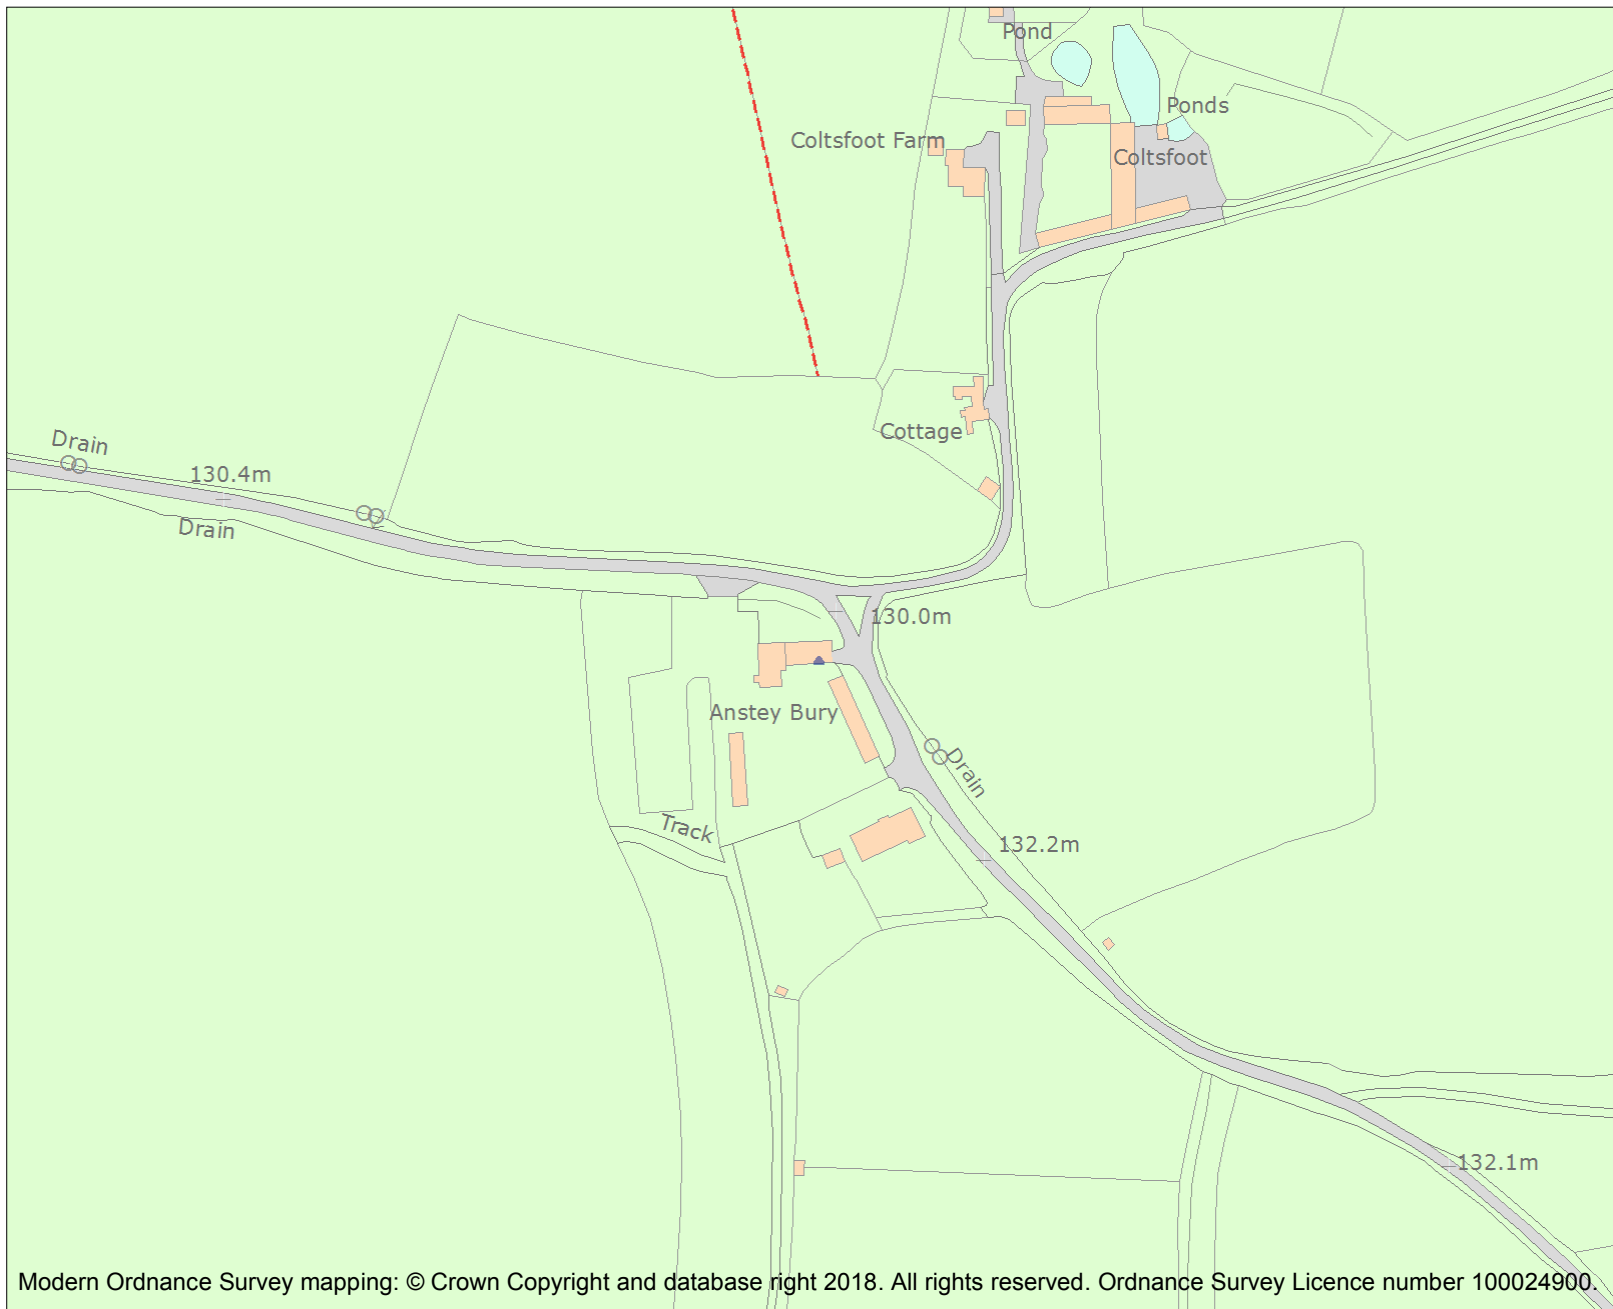 Pond
Ponds
Coltsfoot Farm
Coltsfoot
Cottage
Drain
130.4m
Drain
130.0m
Anstey Bury
Drain
Track
132.2m
132.1m
Modern Ordnance Survey mapping: © Crown Copyright and database right 2018. All rights reserved. Ordnance Survey Licence number 100024900.